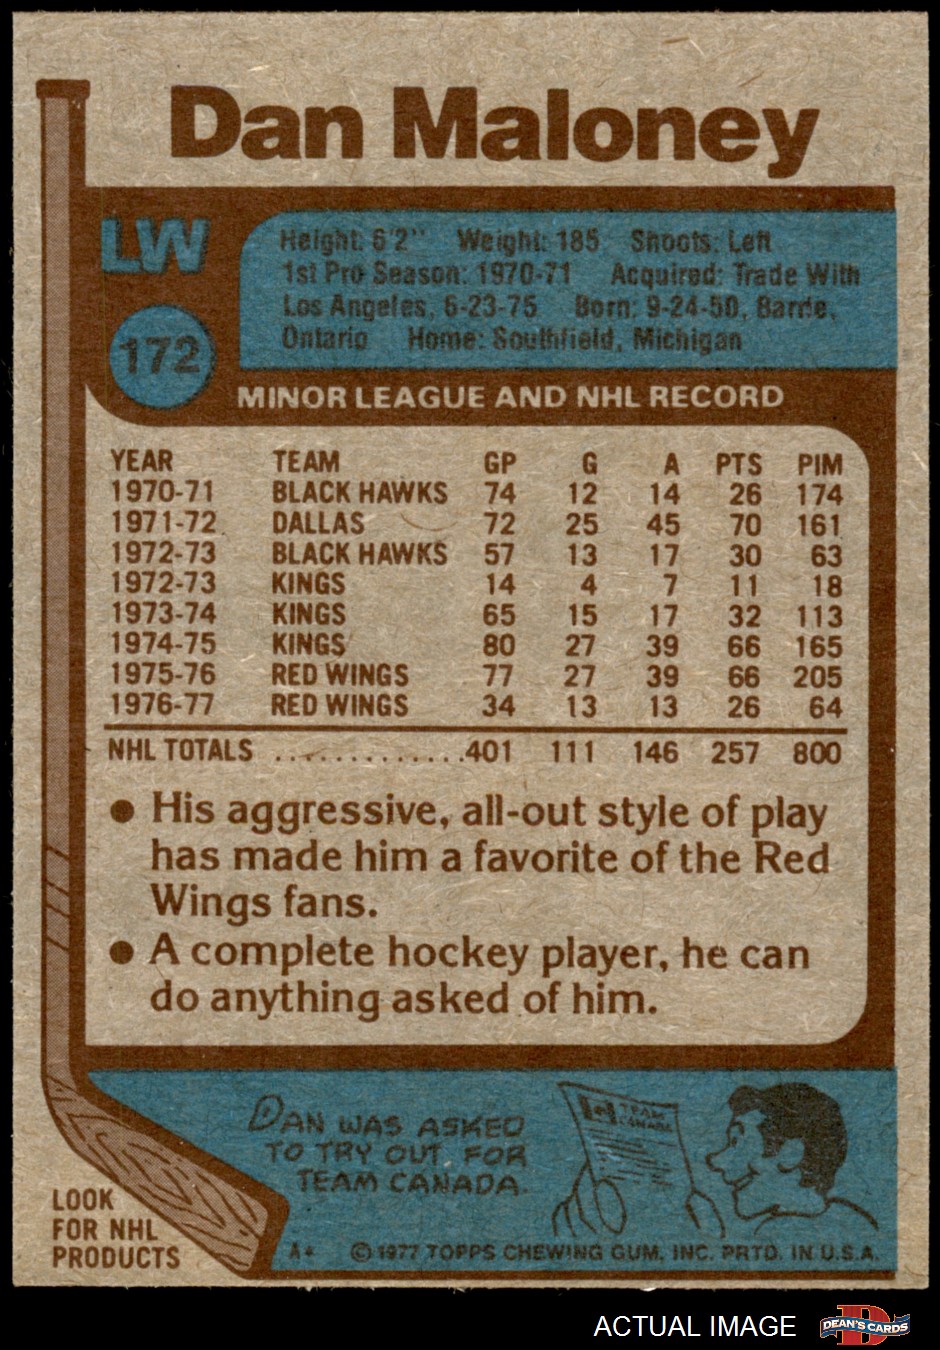 Dan Maloney
LW
Height: 6'2" Weight: 185 Shoots: Left
1st Pro Season: 1970-71 Acquired: Trade With
Los Angeles, 6-23-75 Born: 9-24-50, Barrie,
Ontario Home: Southfield, Michigan
172
MINOR LEAGUE AND NHL RECORD
YEAR TEAM GP G A PTS PIM
1970-71 BLACK HAWKS 74 12 14 26 174
1971-72 DALLAS 72 25 45 70 161
1972-73 BLACK HAWKS 57 13 17 30 63
1972-73 KINGS 14 4 7 11 18
1973-74 KINGS 65 15 17 32 113
1974-75 KINGS 80 27 39 66 165
1975-76 RED WINGS 77 27 39 66 205
1976-77 RED WINGS 34 13 13 26 64
NHL TOTALS .............401 111 146 257 800
● His aggressive, all-out style of play
has made him a favorite of the Red
Wings fans.
● A complete hockey player, he can
do anything asked of him.
DAN WAS ASKED
TO TRY OUT FOR
TEAM CANADA.
TEAM
CANADA
LOOK
FOR NHL
PRODUCTS
A* © 1977 TOPPS CHEWING GUM, INC. PRTD. IN U.S.A.
ACTUAL IMAGE
D
DEAN'S CARDS